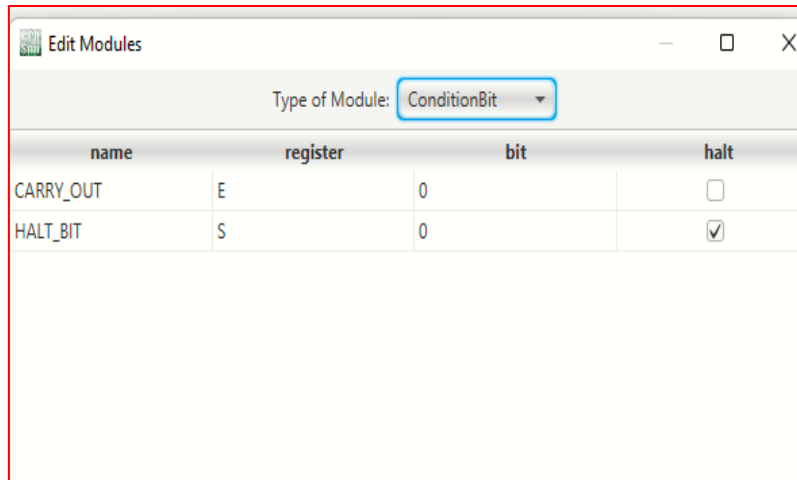 Edit Modules
Type of Module: ConditionBit
name register bit halt
CARRY_OUT E 0
HALT_BIT S 0